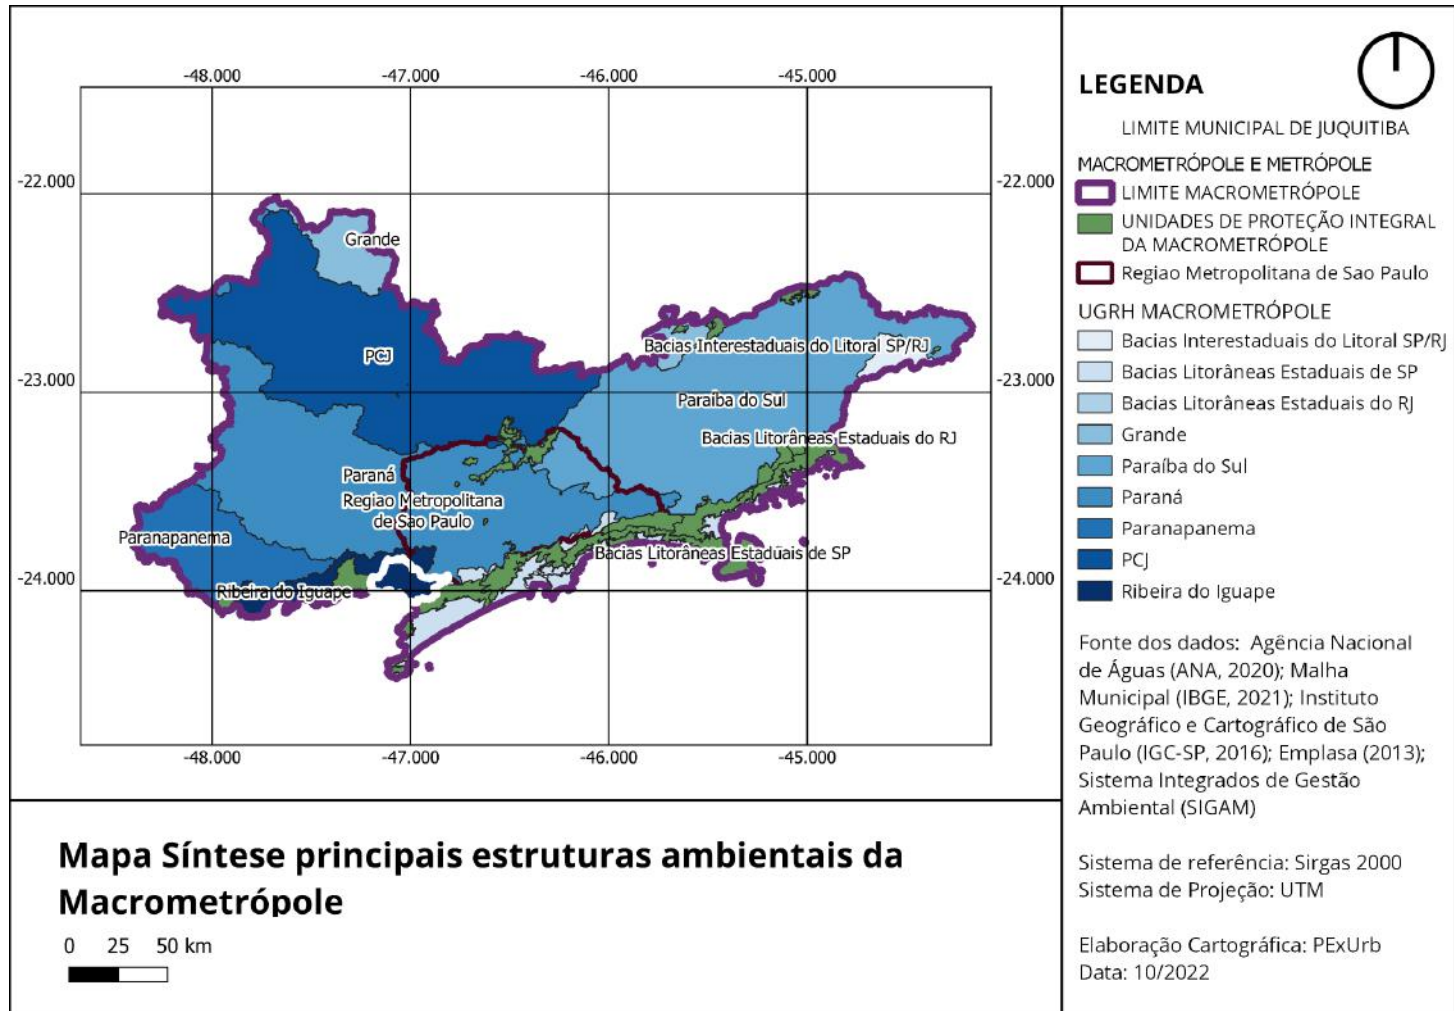 -48.000
-47.000
-46.000
-45.000
-22.000
-22.000
Grande
PCJ
Bacias Interestaduais do Litoral SP/RJ
-23.000
-23.000
Paraíba do Sul
Bacias Litorâneas Estaduais do RJ
Paraná
Regiao Metropolitana
de Sao Paulo
Paranapanema
Bacias Litorâneas Estaduais de SP
-24.000
-24.000
Ribeira do Iguape
-48.000
-47.000
-46.000
-45.000
Mapa Síntese principais estruturas ambientais da
Macrometrópole
0 25 50 km
LEGENDA
LIMITE MUNICIPAL DE JUQUITIBA
MACROMETRÓPOLE E METRÓPOLE
LIMITE MACROMETRÓPOLE
UNIDADES DE PROTEÇÃO INTEGRAL
DA MACROMETRÓPOLE
Regiao Metropolitana de Sao Paulo
UGRH MACROMETRÓPOLE
Bacias Interestaduais do Litoral SP/RJ
Bacias Litorâneas Estaduais de SP
Bacias Litorâneas Estaduais do RJ
Grande
Paraíba do Sul
Paraná
Paranapanema
PCJ
Ribeira do Iguape
Fonte dos dados: Agência Nacional
de Águas (ANA, 2020); Malha
Municipal (IBGE, 2021); Instituto
Geográfico e Cartográfico de São
Paulo (IGC-SP, 2016); Emplasa (2013);
Sistema Integrados de Gestão
Ambiental (SIGAM)
Sistema de referência: Sirgas 2000
Sistema de Projeção: UTM
Elaboração Cartográfica: PExUrb
Data: 10/2022